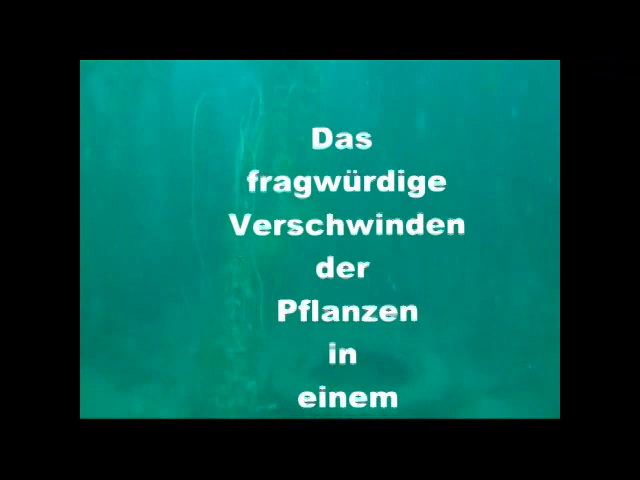 Das
fragwürdige
Verschwinden
der
Pflanzen
in
einem